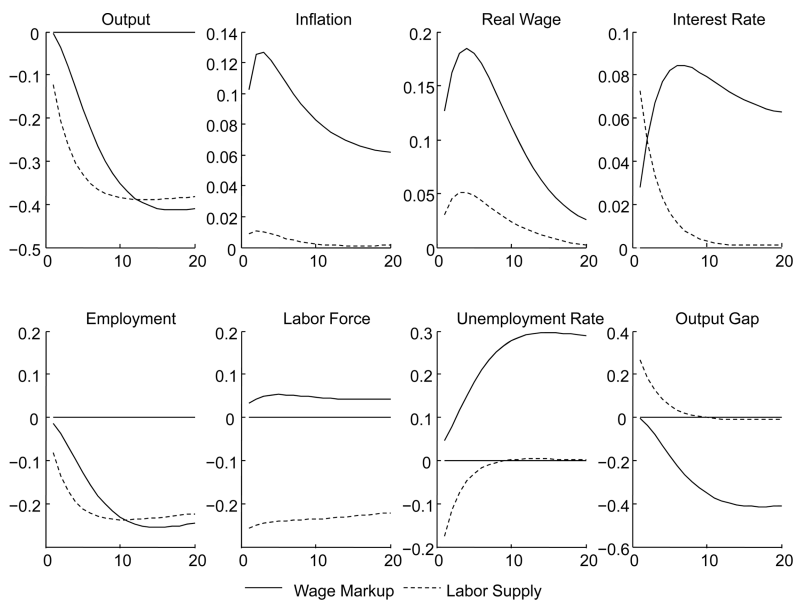 Output Inflation Real Wage Interest Rate
0 0.14 0.2 0.1
−0.1 0.12 0.15 0.08
−0.2 0.1 0.1 0.06
−0.3 0.08 0.05 0.04
−0.4 0.06 0 0.02
−0.5 0.04 0
0.02
0
0 10 20 0 10 20 0 10 20 0 10 20
Employment Labor Force Unemployment Rate Output Gap
0.2 0.2 0.3 0.4
0.1 0.1 0.2 0.2
0 0 0.1 0
−0.1 −0.1 0 −0.2
−0.2 −0.2 −0.1 −0.4
−0.2 −0.6
0 10 20 0 10 20 0 10 20 0 10 20
Wage Markup Labor Supply